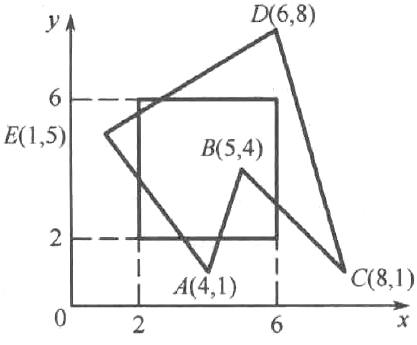 D(6,8)
y
6
E(1,5)
B(5,4)
2
A(4,1)
C(8,1)
0
2
6
x